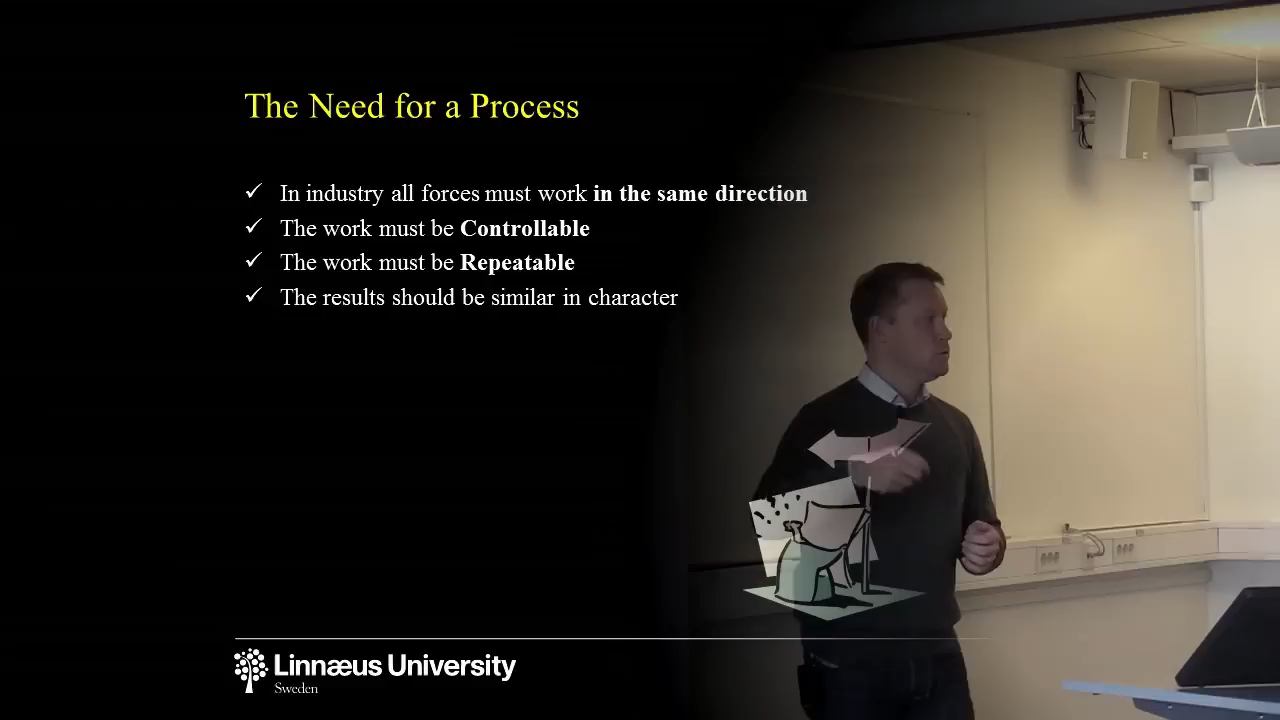 The Need for a Process
✓ In industry all forces must work in the same direction
✓ The work must be Controllable
✓ The work must be Repeatable
✓ The results should be similar in character
Linnæus University
Sweden